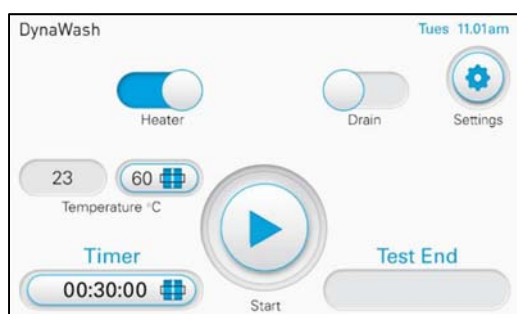 DynaWash
Tues 11.01am
Heater
Drain
Settings
23
60
Temperature °C
Timer
Test End
00:30:00
Start